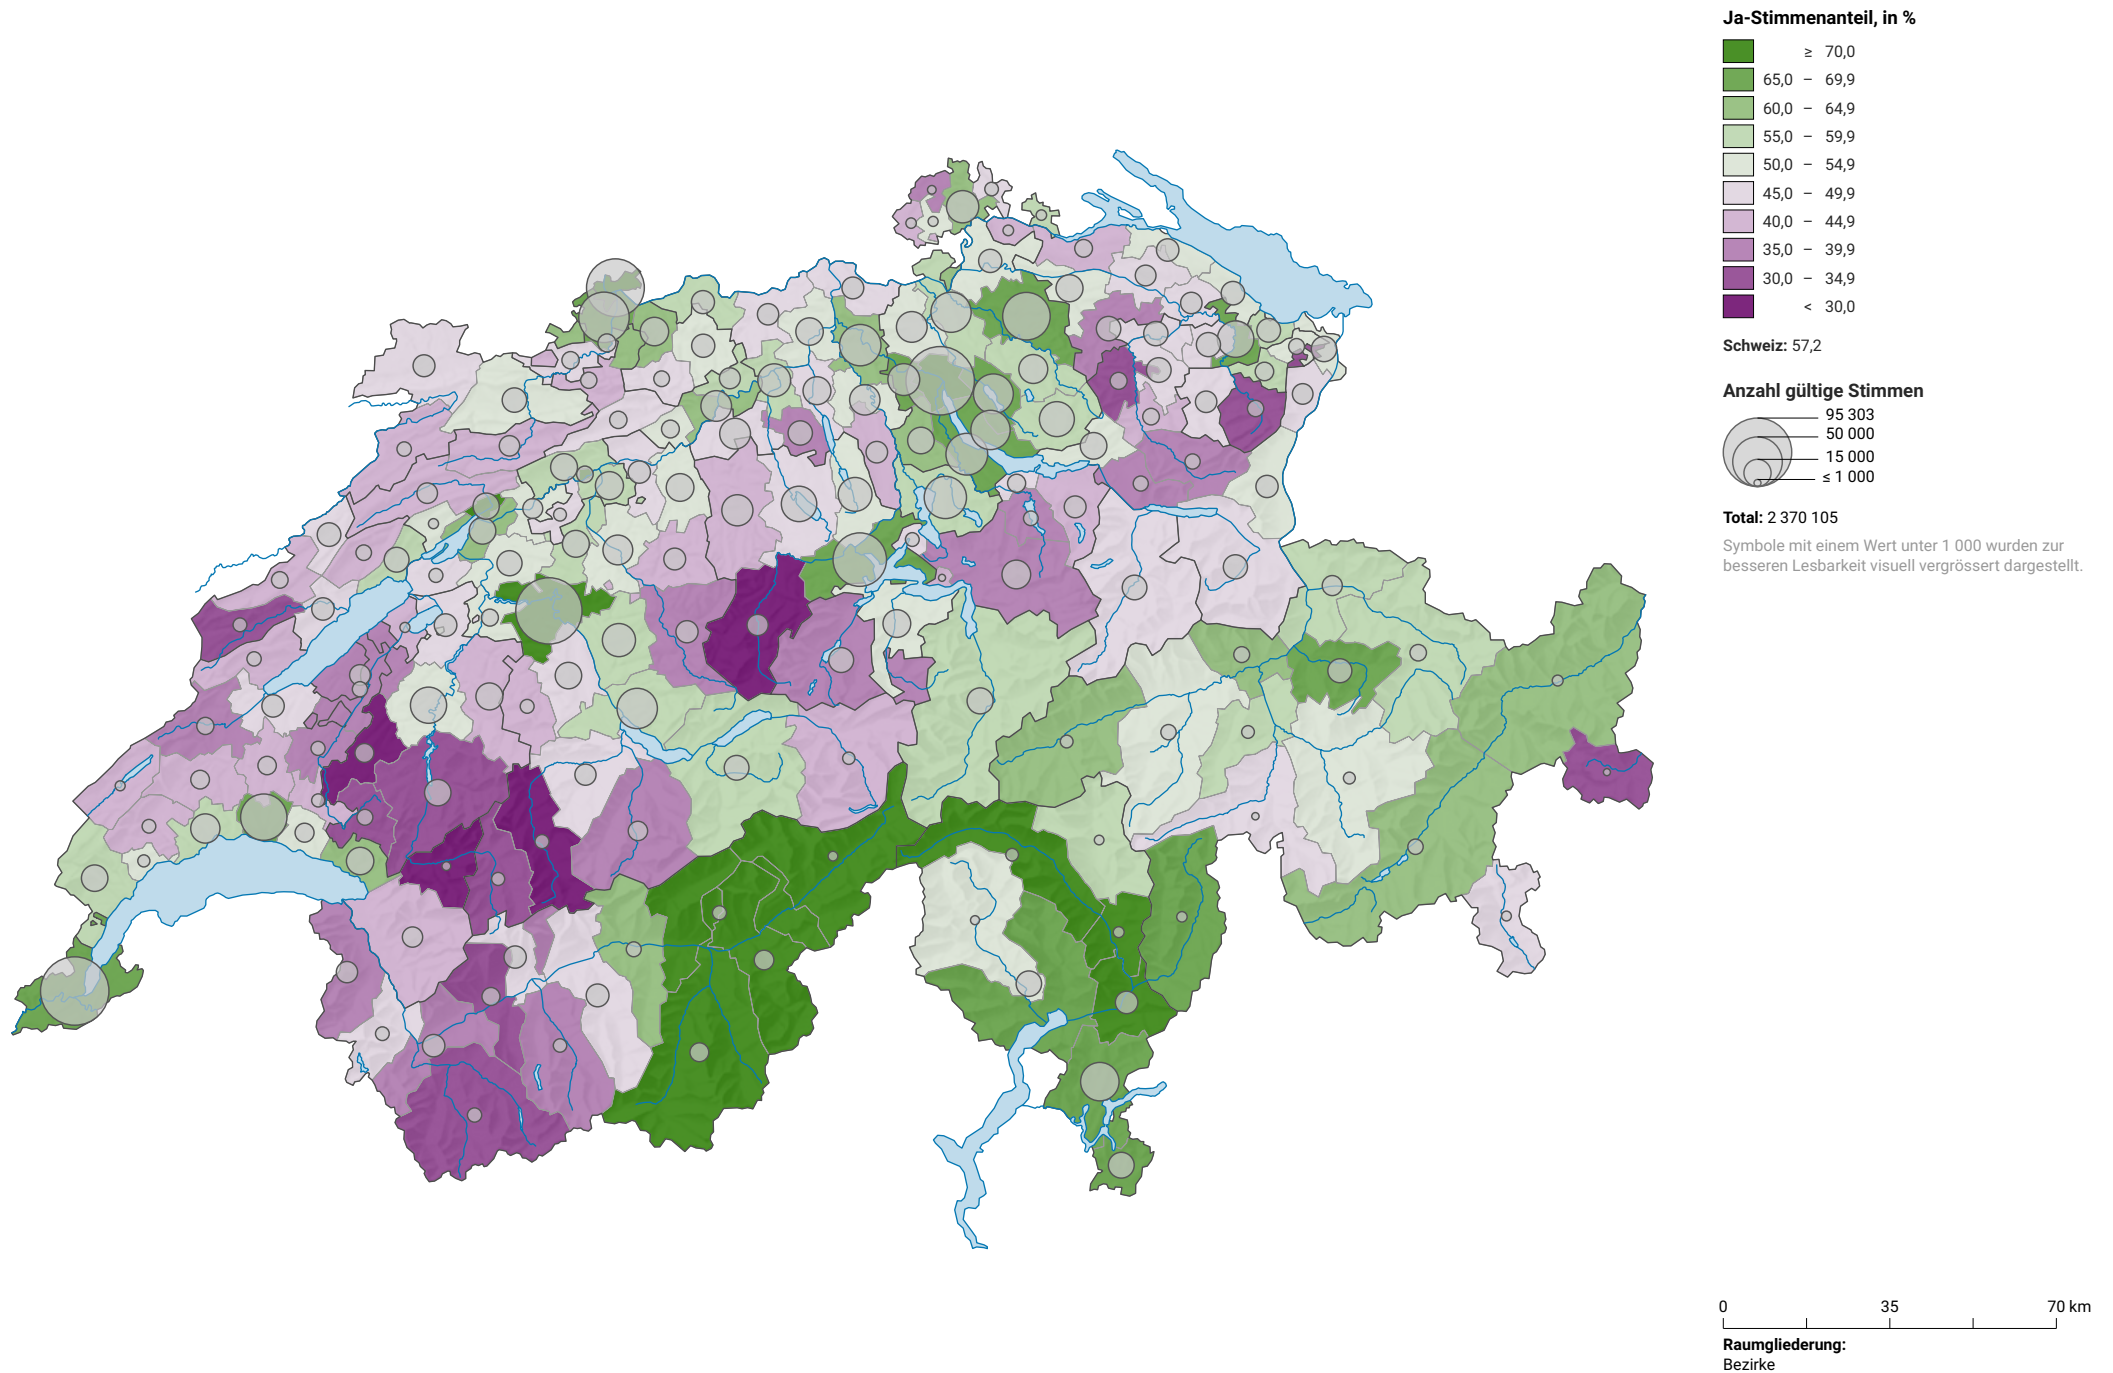 Ja-Stimmenanteil, in %
≥ 70,0
65,0 – 69,9
60,0 – 64,9
55,0 – 59,9
50,0 – 54,9
45,0 – 49,9
40,0 – 44,9
35,0 – 39,9
30,0 – 34,9
< 30,0
Schweiz: 57,2
Anzahl gültige Stimmen
95 303
50 000
15 000
≤ 1 000
Total: 2 370 105
Symbole mit einem Wert unter 1 000 wurden zur
besseren Lesbarkeit visuell vergrössert dargestellt.
0 35 70 km
Raumgliederung:
Bezirke